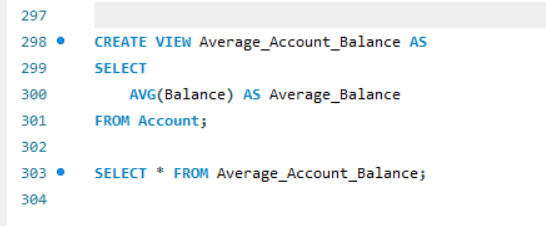 297
298 CREATE VIEW Average_Account_Balance AS
299 SELECT
300 AVG(Balance) AS Average_Balance
301 FROM Account;
302
303 SELECT * FROM Average_Account_Balance;
304